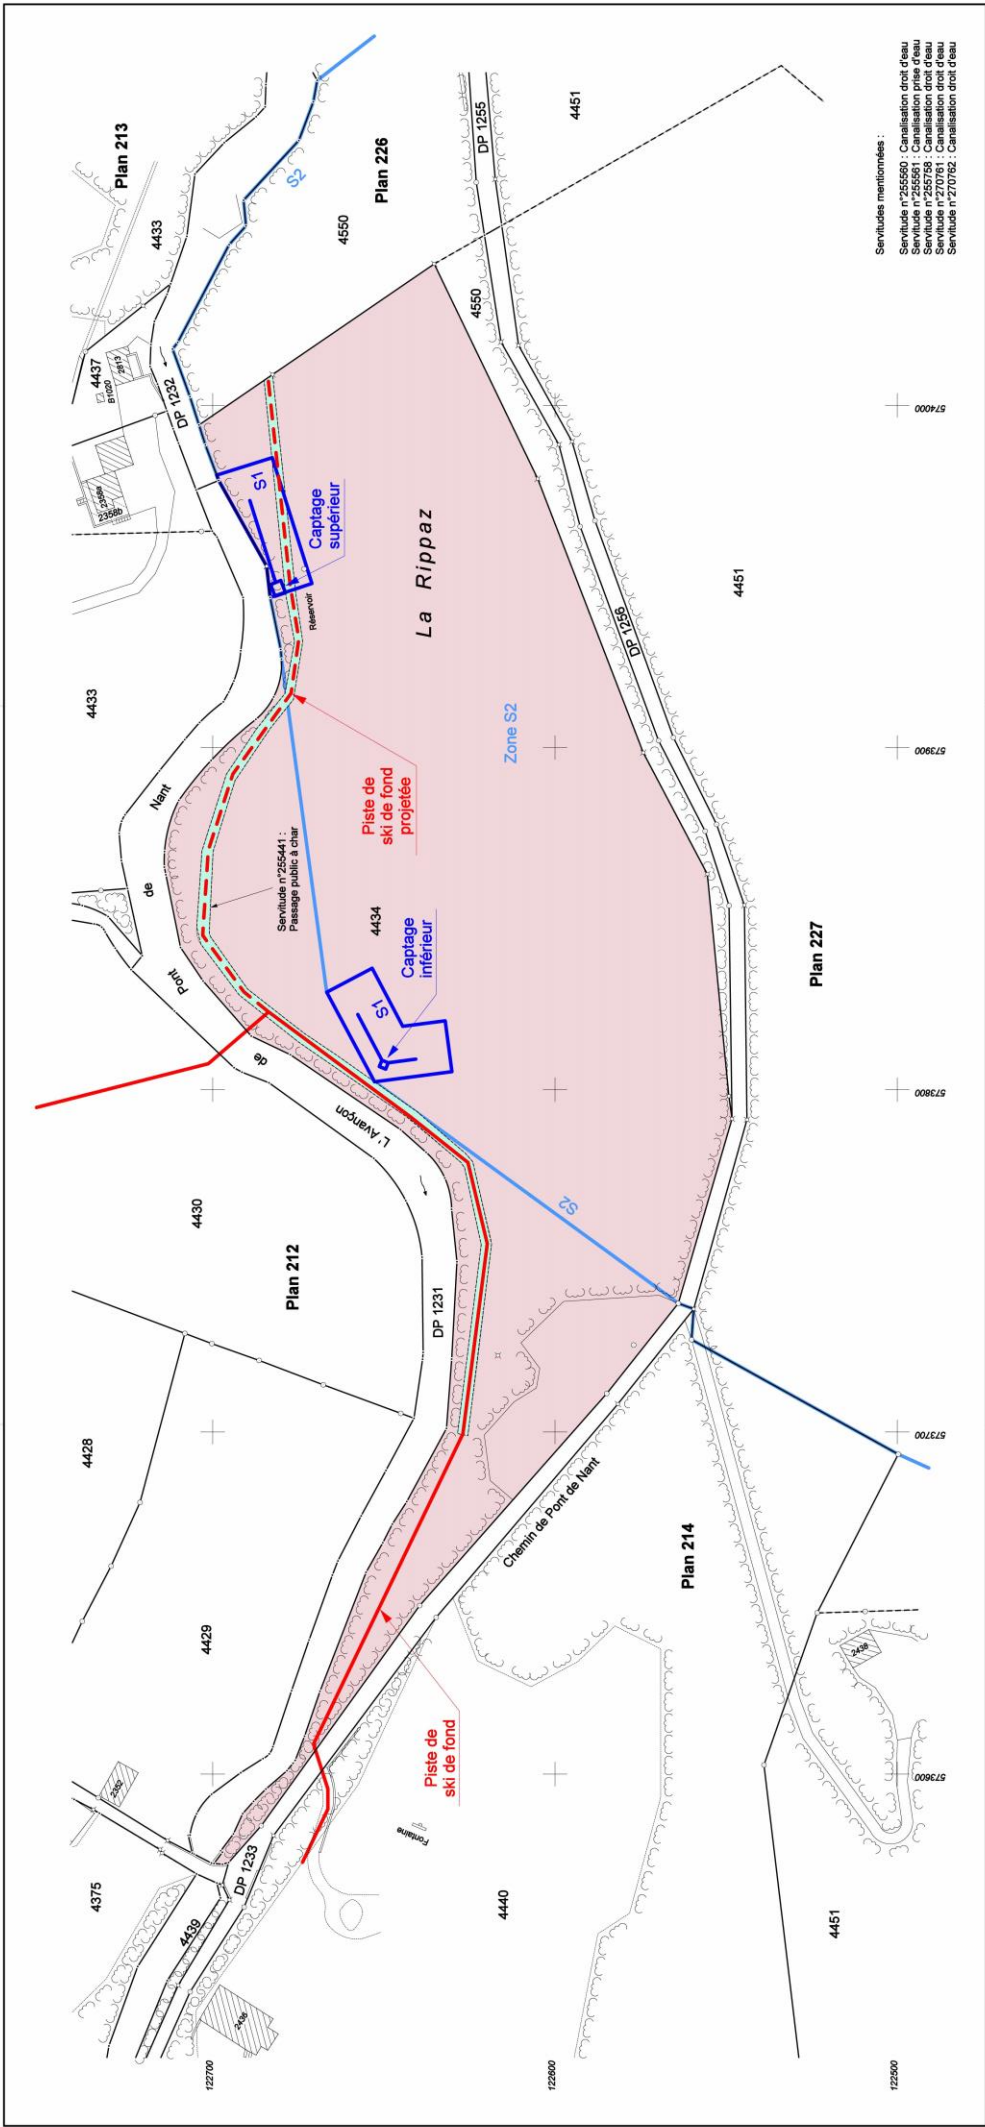 Plan 213
4433
4437
B1020
2813
DP 1232
2358a
2358b
S2
Plan 226
4550
DP 1255
4451
4550
S1
Captage
supérieur
Réservoir
La Rippaz
DP 1256
4451
4433
Nant
de
Pont
de
L'Avançon
Piste de
ski de fond
projetée
Zone S2
Servitude n°255441 :
Passage public à char
4434
S1
Captage
inférieur
Plan 227
4430
Plan 212
DP 1231
S2
4428
4429
Chemin de Pont de Nant
Plan 214
2438
Piste de
ski de fond
2352
Fontaine
DP 1233
4375
4439
2436
4440
4451
574000
573900
573800
573700
573600
122700
122600
122500
Servitudes mentionnées :
Servitude n°255560 : Canalisation droit d'eau
Servitude n°255561 : Canalisation prise d'eau
Servitude n°255758 : Canalisation droit d'eau
Servitude n°270761 : Canalisation droit d'eau
Servitude n°270762 : Canalisation droit d'eau